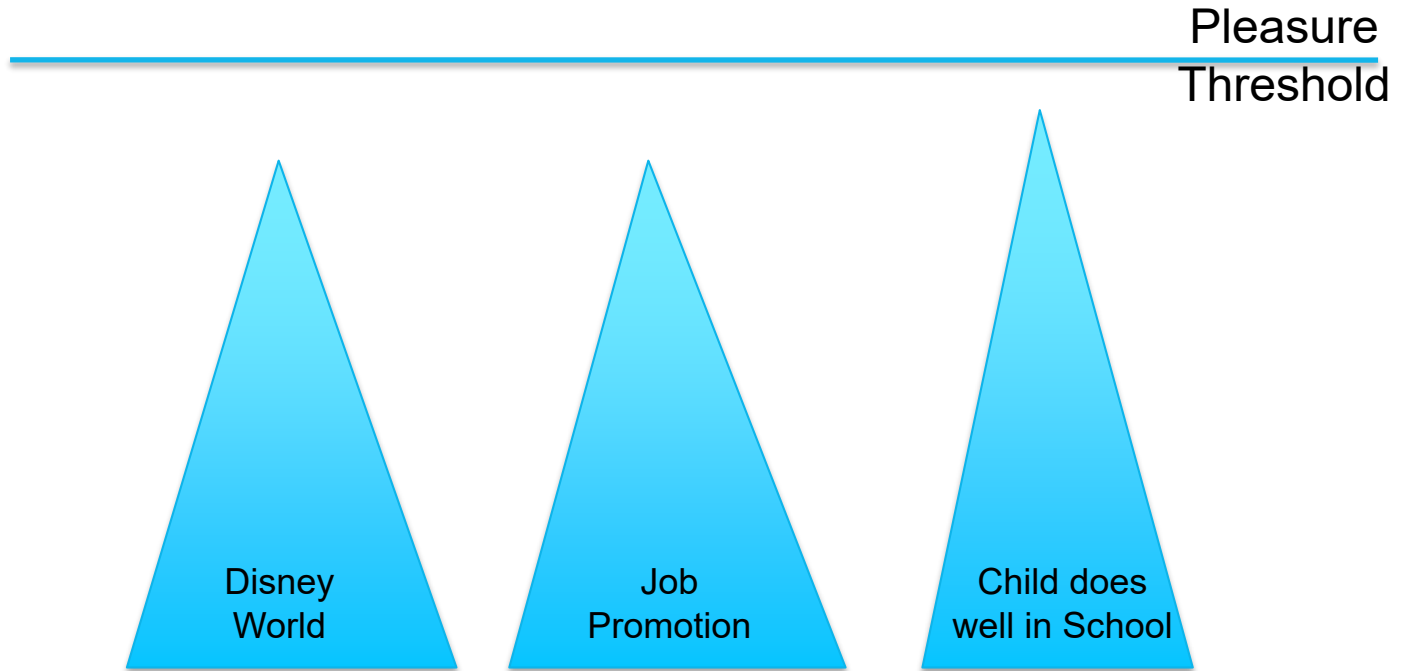 Pleasure
Threshold
Disney
World
Job
Promotion
Child does
well in School